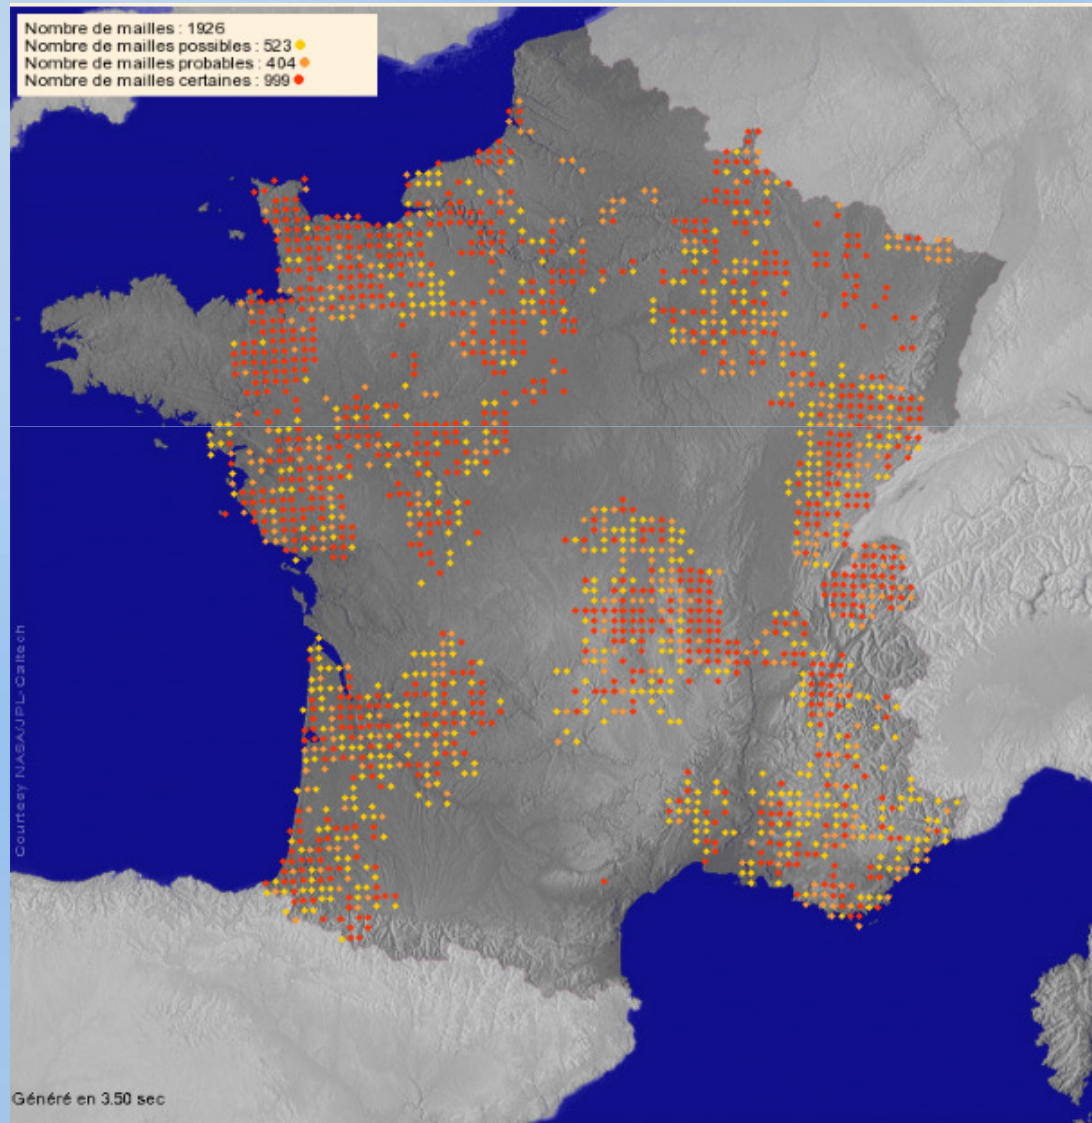 Nombre de mailles : 1926
Nombre de mailles possibles : 523
Nombre de mailles probables : 404
Nombre de mailles certaines : 999
Courtesy NASA/JPL-Caltech
Généré en 3.50 sec